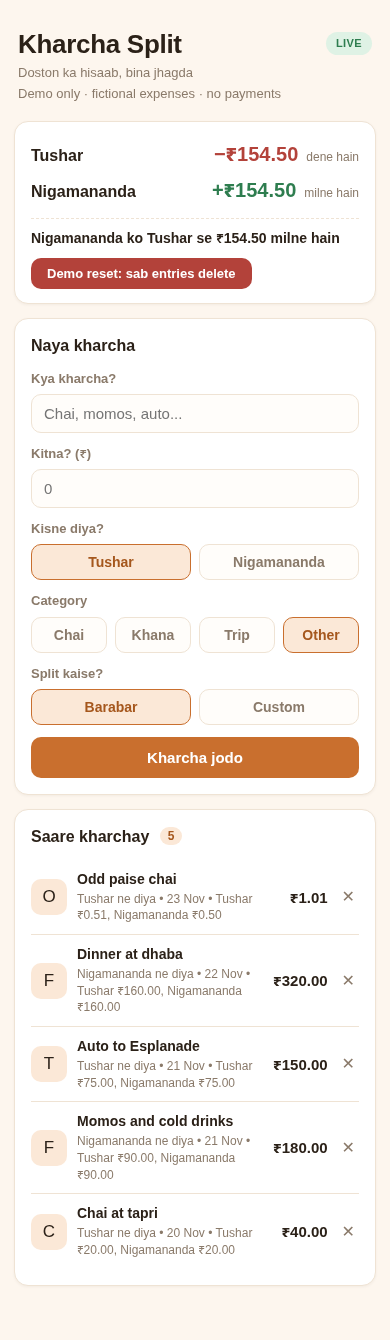 Kharcha Split
LIVE
Doston ka hisaab, bina jhagda
Demo only · fictional expenses · no payments
Tushar −₹154.50 dene hain
Nigamananda +₹154.50 milne hain
Nigamananda ko Tushar se ₹154.50 milne hain
Demo reset: sab entries delete
Naya kharcha
Kya kharcha?
Chai, momos, auto...
Kitna? (₹)
0
Kisne diya?
Tushar Nigamananda
Category
Chai Khana Trip Other
Split kaise?
Barabar Custom
Kharcha jodo
Saare kharchay 5
O
Odd paise chai
Tushar ne diya • 23 Nov • Tushar
₹0.51, Nigamananda ₹0.50
₹1.01 ×
F
Dinner at dhaba
Nigamananda ne diya • 22 Nov •
Tushar ₹160.00, Nigamananda
₹160.00
₹320.00 ×
T
Auto to Esplanade
Tushar ne diya • 21 Nov • Tushar
₹75.00, Nigamananda ₹75.00
₹150.00 ×
F
Momos and cold drinks
Nigamananda ne diya • 21 Nov •
Tushar ₹90.00, Nigamananda
₹90.00
₹180.00 ×
C
Chai at tapri
Tushar ne diya • 20 Nov • Tushar
₹20.00, Nigamananda ₹20.00
₹40.00 ×